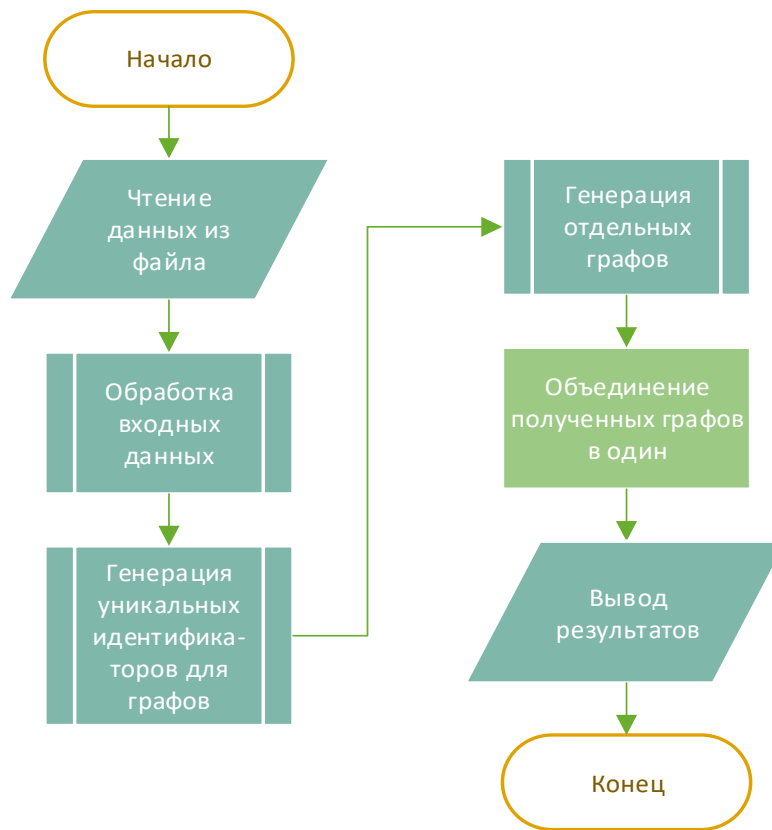 Начало
Чтение
данных из
файла
Обработка
входных
данных
Генерация
уникальных
идентифика-
торов для
графов
Генерация
отдельных
графов
Объединение
полученных графов
в один
Вывод
результатов
Конец